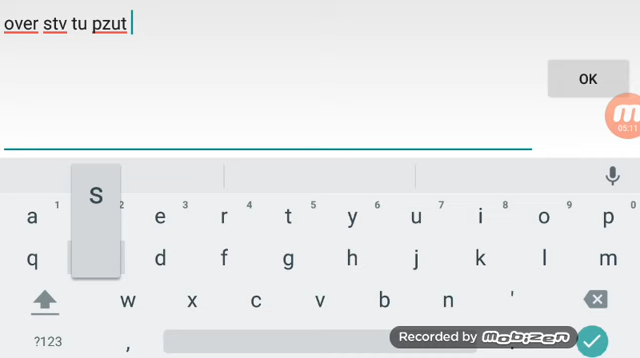 over stv tu pzut
OK
05:11
s
a 1 2 e 3 r 4 t 5 y 6 u 7 i 8 o 9 p 0
q d f g h j k l m
w x c v b n '
?123 ,
Recorded by mobizen